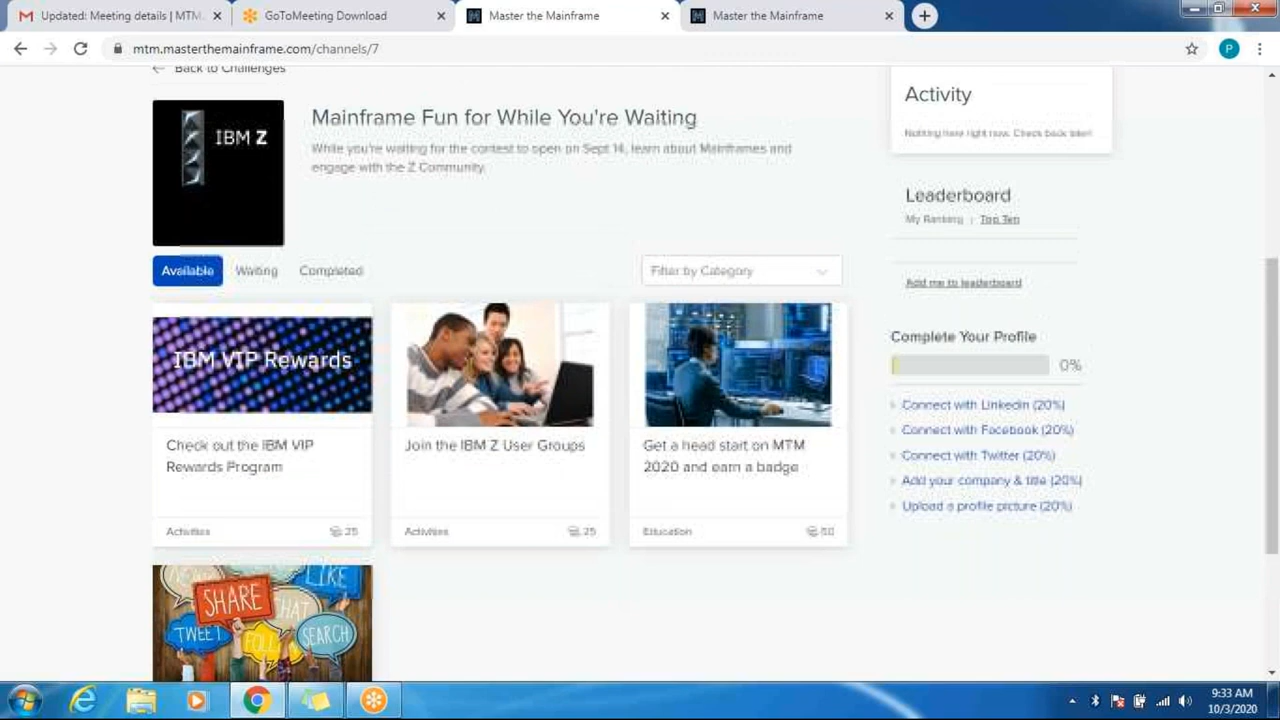 Updated: Meeting details | MTM.
GoToMeeting Download
Master the Mainframe
Master the Mainframe
mtm.masterthemainframe.com/channels/7
P
Back to Challenges
IBM Z
Mainframe Fun for While You're Waiting
While you're waiting for the contest to open on Sept 14, learn about Mainframes and
engage with the Z Community.
Available
Waiting
Completed
Filter by Category
IBM VIP Rewards
Check out the IBM VIP
Rewards Program
Activities
25
Join the IBM Z User Groups
Activities
25
Get a head start on MTM
2020 and earn a badge
Education
50
LIKE
SHARE
CHAT
TWEET
SEARCH
Activity
Nothing here right now. Check back later!
Leaderboard
My Ranking | Top Ten
Add me to leaderboard
Complete Your Profile
0%
Connect with LinkedIn (20%)
Connect with Facebook (20%)
Connect with Twitter (20%)
Add your company & title (20%)
Upload a profile picture (20%)
9:33 AM
10/3/2020